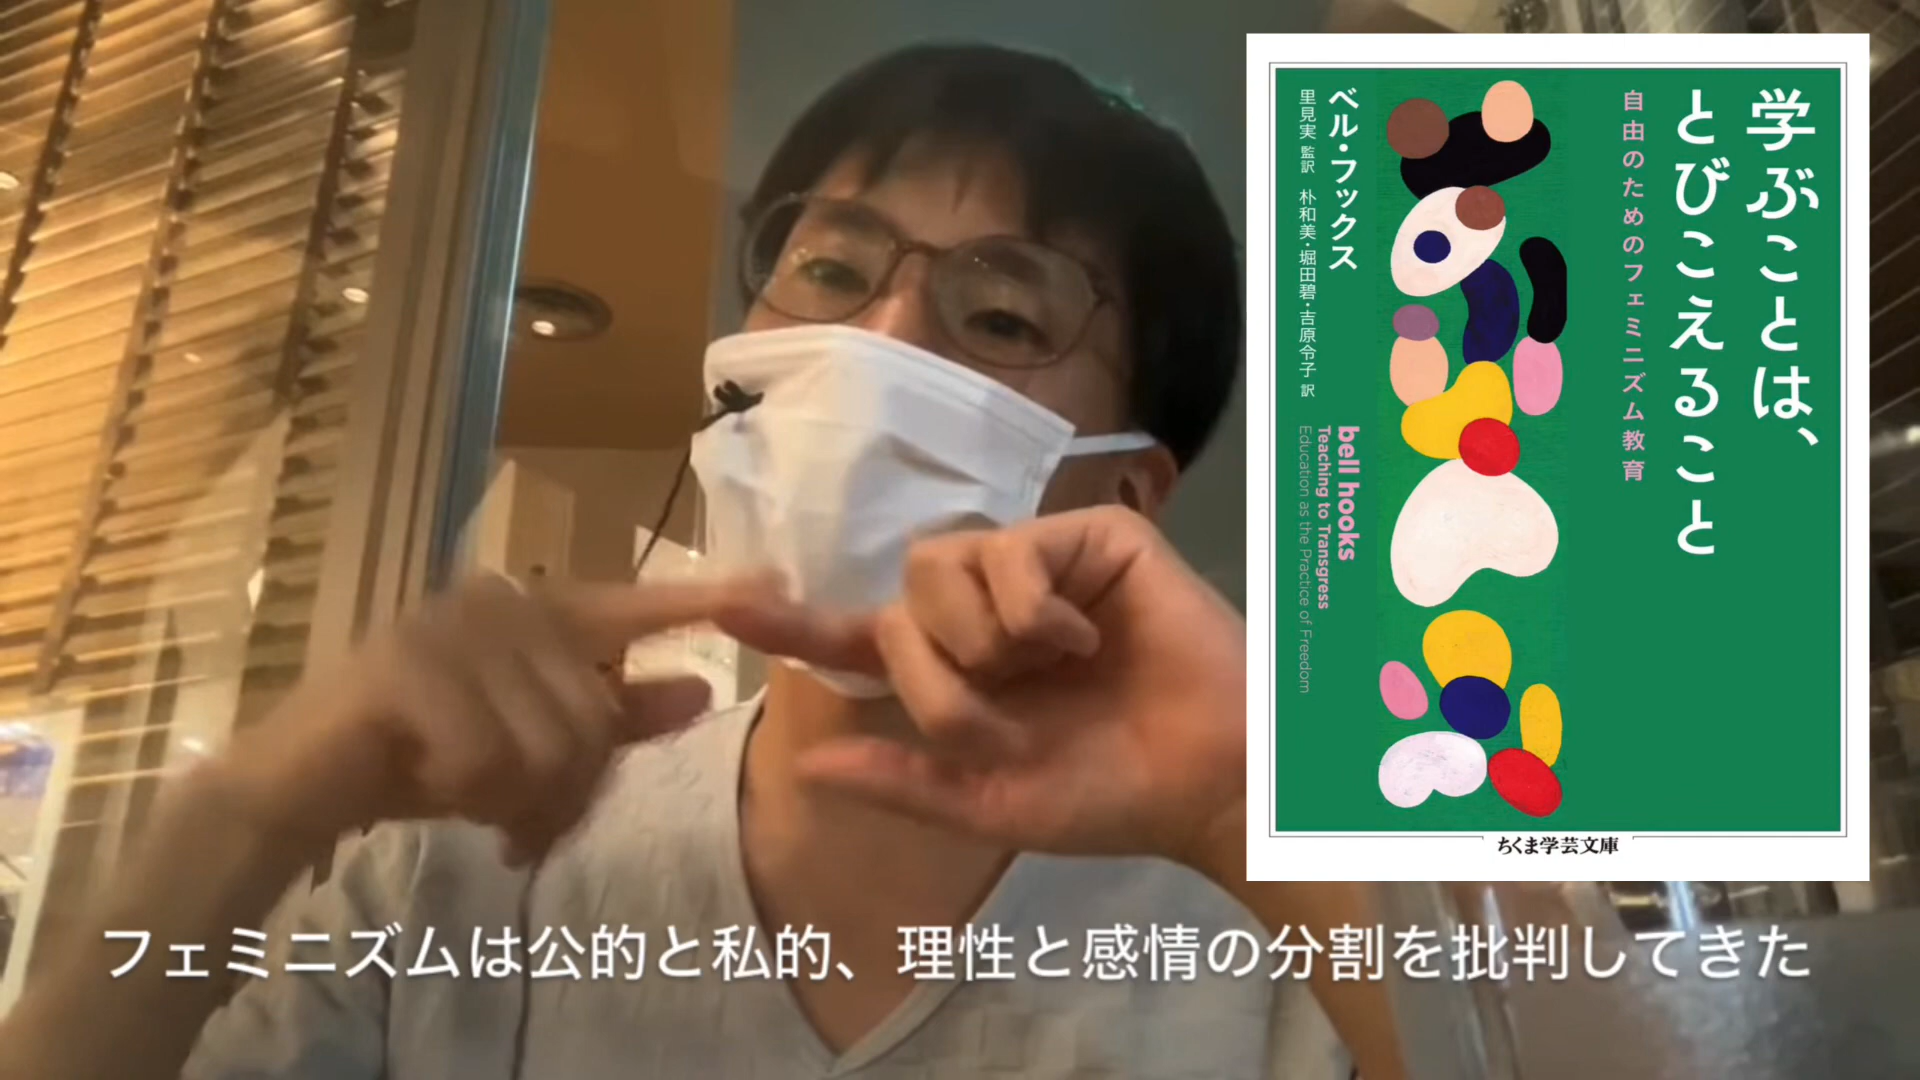 学ぶことは、
とびこえること
自由のためのフェミニズム教育
ベル・フックス
里見実 監訳 朴和美・堀田碧・吉原令子 訳
bell hooks
Teaching to Transgress
Education as the Practice of Freedom
ちくま学芸文庫
フェミニズムは公的と私的、理性と感情の分割を批判してきた